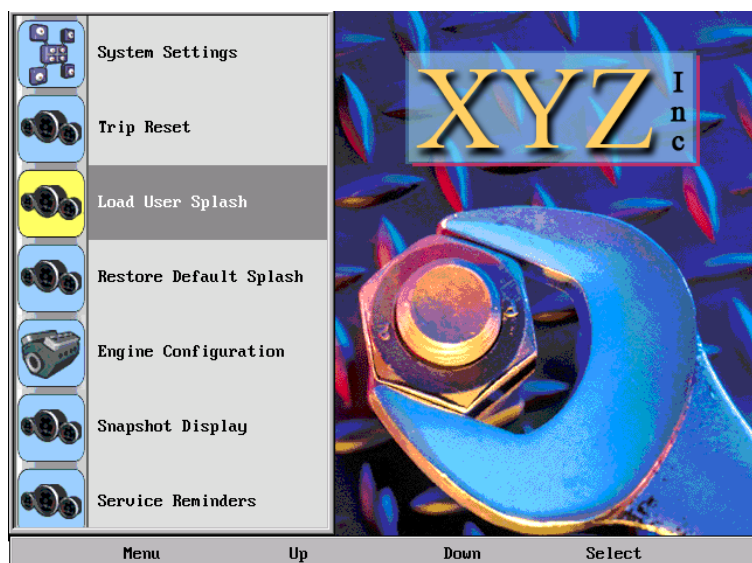 System Settings
Trip Reset
Load User Splash
Restore Default Splash
Engine Configuration
Snapshot Display
Service Reminders
XYZ
Inc
Menu Up Down Select